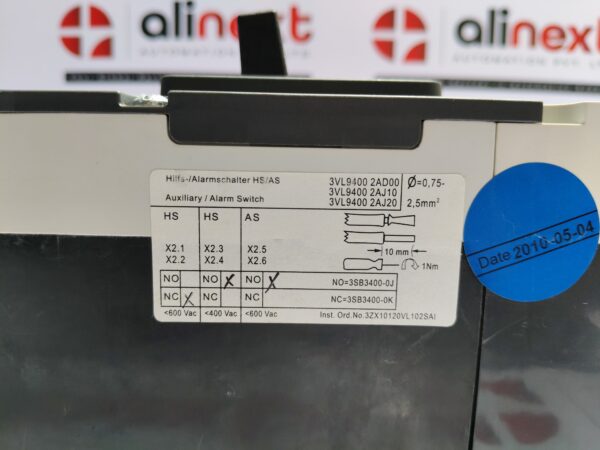 alinext
alinext
AUTOMATION PVT. LTD.
Hilfs-/Alarmschalter HS/AS
Auxiliary / Alarm Switch
3VL9400 2AD00
3VL9400 2AJ10
3VL9400 2AJ20
Ø=0,75-
2,5mm²
HS HS AS
X2.1 X2.3 X2.5
X2.2 X2.4 X2.6
10 mm
1Nm
NO NO X NO X NO=3SB3400-0J
NC X NC NC NC=3SB3400-0K
<600 Vac <400 Vac <600 Vac Inst. Ord.No.3ZX10120VL102SAI
Date 2010-05-04